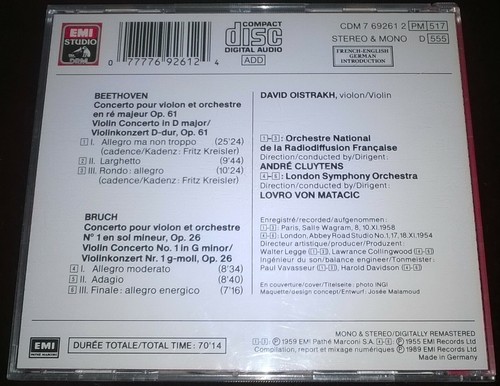 EMI
STUDIO
DRM
0 77776 92612 4
COMPACT
disc
DIGITAL AUDIO
ADD
CDM 7 69261 2 PM 517
STEREO & MONO D 555
FRENCH-ENGLISH
GERMAN
INTRODUCTION
BEETHOVEN
Concerto pour violon et orchestre
en ré majeur Op. 61
Violin Concerto in D major/
Violinkonzert D-dur, Op. 61
1 I. Allegro ma non troppo (25'24)
(cadence/Kadenz: Fritz Kreisler)
2 II. Larghetto (9'44)
3 III. Rondo: allegro (10'24)
(cadence/Kadenz: Fritz Kreisler)
BRUCH
Concerto pour violon et orchestre
N° 1 en sol mineur, Op. 26
Violin Concerto No. 1 in G minor/
Violinkonzert Nr. 1 g-moll, Op. 26
4 I. Allegro moderato (8'34)
5 II. Adagio (8'40)
6 III. Finale: allegro energico (7'16)
DAVID OISTRAKH, violon/Violin
1-3: Orchestre National
de la Radiodiffusion Française
Direction/conducted by/Dirigent:
ANDRÉ CLUYTENS
4-6: London Symphony Orchestra
Direction/conducted by/Dirigent:
LOVRO VON MATACIC
Enregistré/recorded/aufgenommen:
1-3: Paris, Salle Wagram, 8, 10.XI.1958
4-6: London, Abbey Road Studio No. 1, 17, 18.XI.1954
Directeur artistique/producer/Produzent:
Walter Legge 1-3, Lawrance Collingwood 4-6
Ingénieur du son/balance engineer/Tonmeister:
Paul Vavasseur 1-3, Harold Davidson 4-6
En couverture/cover/Titelseite: photo INGI
Maquette/design concept/Entwurf: Josée Malamoud
EMI
DURÉE TOTALE/TOTAL TIME: 70'14
MONO & STEREO/DIGITALLY REMASTERED
1-3: ℗ 1959 EMI Pathé Marconi S.A. 4-6: ℗ 1955 EMI Records Ltd
Compilation, report et mixage numériques ℗ 1989 EMI Records Ltd
Made in Germany